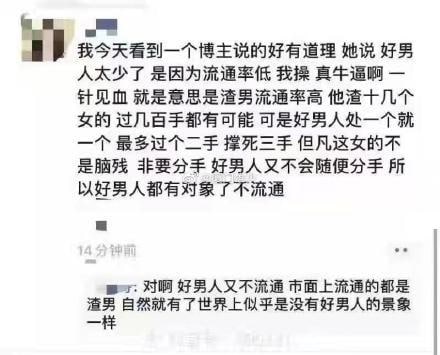 我今天看到一个博主说的好有道理 她说 好男
人太少了 是因为流通率低 我操 真牛逼啊 一
针见血 就是意思是渣男流通率高 他渣十几个
女的 过几百手都有可能 可是好男人处一个就
一个 最多过个二手 撑死三手 但凡这女的不
是脑残 非要分手 好男人又不会随便分手 所
以好男人都有对象了不流通
14分钟前
: 对啊 好男人又不流通 市面上流通的都是
渣男 自然就有了世界上似乎是没有好男人的景象
一样